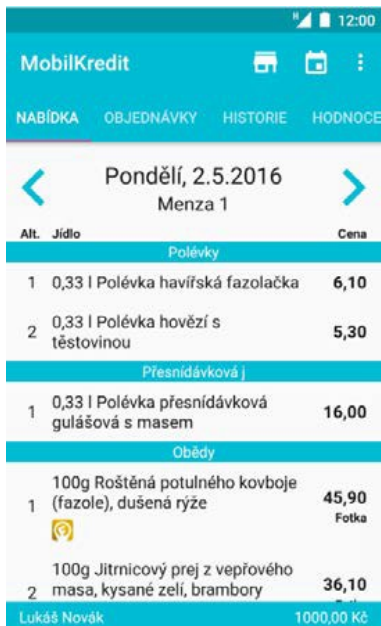 12:00
MobilKredit
NABÍDKA OBJEDNÁVKY HISTORIE HODNOCE
Pondělí, 2.5.2016
Menza 1
Alt. Jídlo Cena
Polévky
1 0,33 l Polévka havířská fazolačka 6,10
2 0,33 l Polévka hovězí s
těstovinou 5,30
Přesnídávková j
1 0,33 l Polévka přesnídávková
gulášová s masem 16,00
Obědy
1 100g Roštěná potulného kovboje
(fazole), dušená rýže 45,90
Fotka
100g Jitrnicový prej z vepřového
2 masa, kysané zelí, brambory 36,10
Lukáš Novák 1000,00 Kč